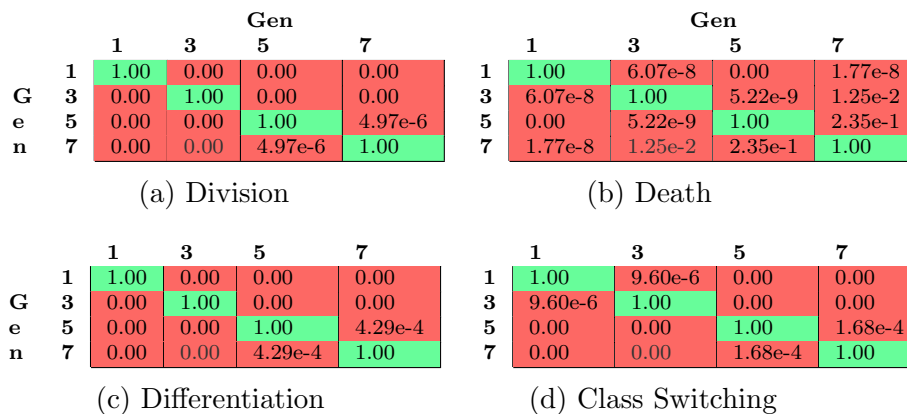 Gen Gen
1 3 5 7 1 3 5 7
1 1.00 0.00 0.00 0.00 1 1.00 6.07e-8 0.00 1.77e-8
G 3 0.00 1.00 0.00 0.00 3 6.07e-8 1.00 5.22e-9 1.25e-2
e 5 0.00 0.00 1.00 4.97e-6 5 0.00 5.22e-9 1.00 2.35e-1
n 7 0.00 0.00 4.97e-6 1.00 7 1.77e-8 1.25e-2 2.35e-1 1.00
(a) Division (b) Death
1 3 5 7 1 3 5 7
1 1.00 0.00 0.00 0.00 1 1.00 9.60e-6 0.00 0.00
G 3 0.00 1.00 0.00 0.00 3 9.60e-6 1.00 0.00 0.00
e 5 0.00 0.00 1.00 4.29e-4 5 0.00 0.00 1.00 1.68e-4
n 7 0.00 0.00 4.29e-4 1.00 7 0.00 0.00 1.68e-4 1.00
(c) Differentiation (d) Class Switching